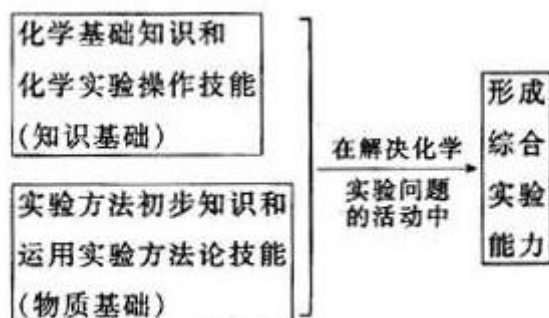 化学基础知识和
化学实验操作技能
(知识基础)
实验方法初步知识和
运用实验方法论技能
(物质基础)
在解决化学
实验问题
的活动中
形成
综合
实验
能力